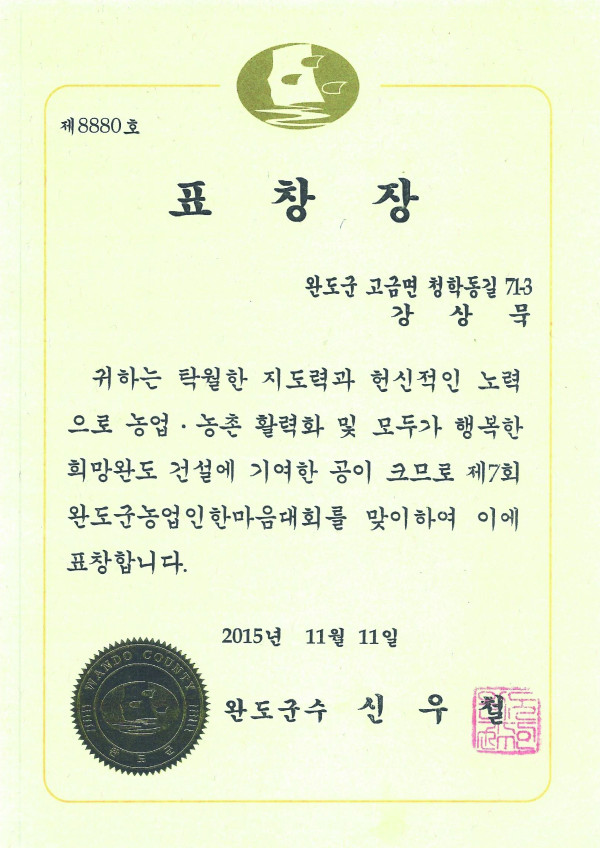 제8880호
표 창 장
완도군 고금면 청학동길 71-3
강 상 묵
귀하는 탁월한 지도력과 헌신적인 노력
으로 농업·농촌 활력화 및 모두가 행복한
희망완도 건설에 기여한 공이 크므로 제7회
완도군농업인한마음대회를 맞이하여 이에
표창합니다.
2015년 11월 11일
WANDO COUNTY
완도군
완도군수 신 우 철